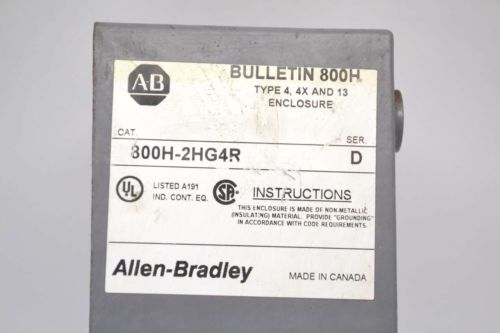 A-B
BULLETIN 800H
TYPE 4, 4X AND 13
ENCLOSURE
CAT. SER.
800H-2HG4R D
UL
LISTED A191
IND. CONT. EQ.
SA
INSTRUCTIONS
THIS ENCLOSURE IS MADE OF NON-METALLIC
(INSULATING) MATERIAL. PROVIDE "GROUNDING"
IN ACCORDANCE WITH CODE REQUIREMENTS.
Allen-Bradley MADE IN CANADA